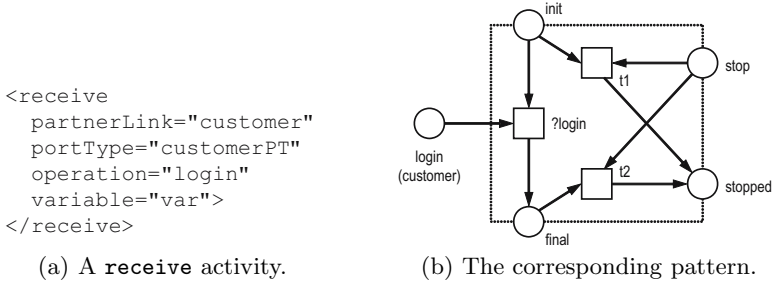 <receive
partnerLink="customer"
portType="customerPT"
operation="login"
variable="var">
</receive>
(a) A receive activity.
init
stop
t1
?login
login
(customer)
t2
stopped
final
(b) The corresponding pattern.